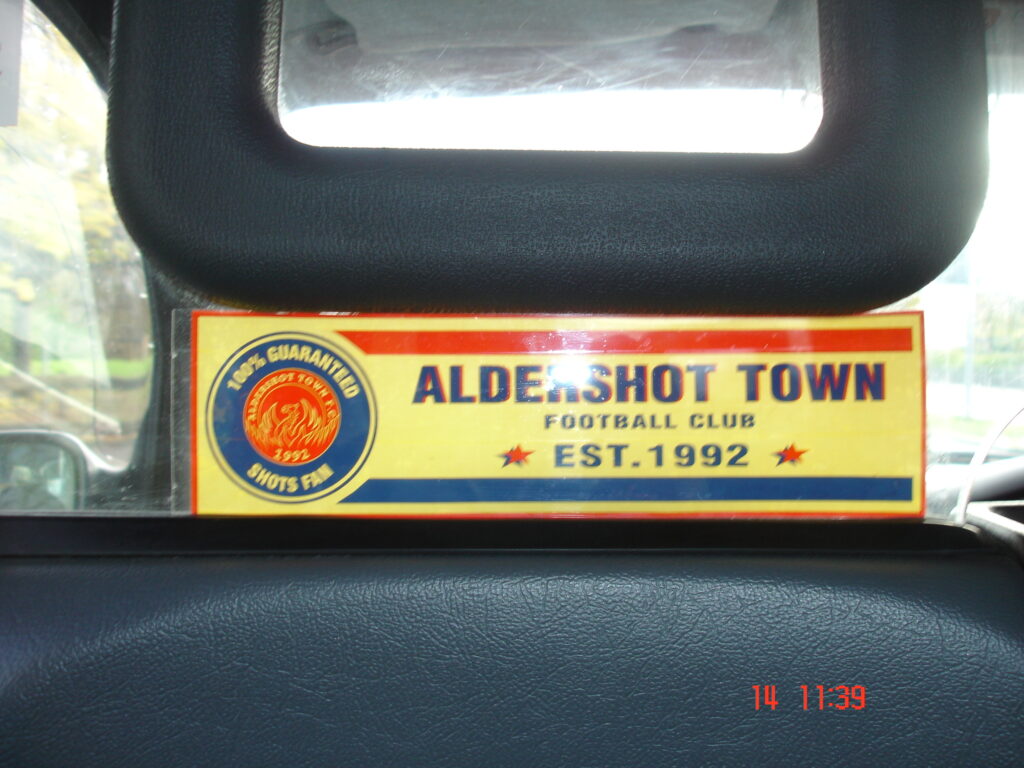 100% GUARANTEED
ALDERSHOT TOWN F.C.
1992
SHOTS FAN
ALDERSHOT TOWN
FOOTBALL CLUB
EST.1992
14 11:39